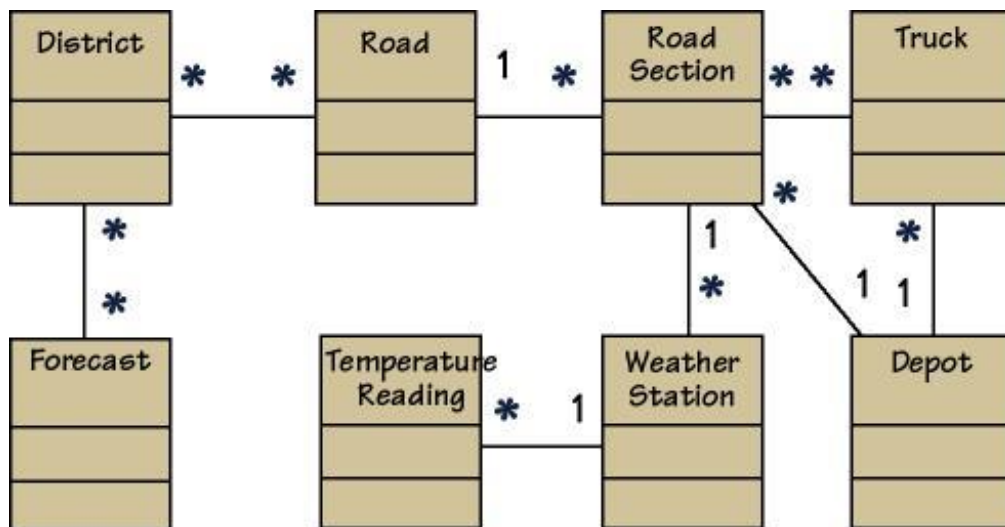 District
Road
Road
Section
Truck
* * 1 * * *
*
* 1 *
* * 1 1
Forecast
Temperature
Reading
Weather
Station
Depot
* 1